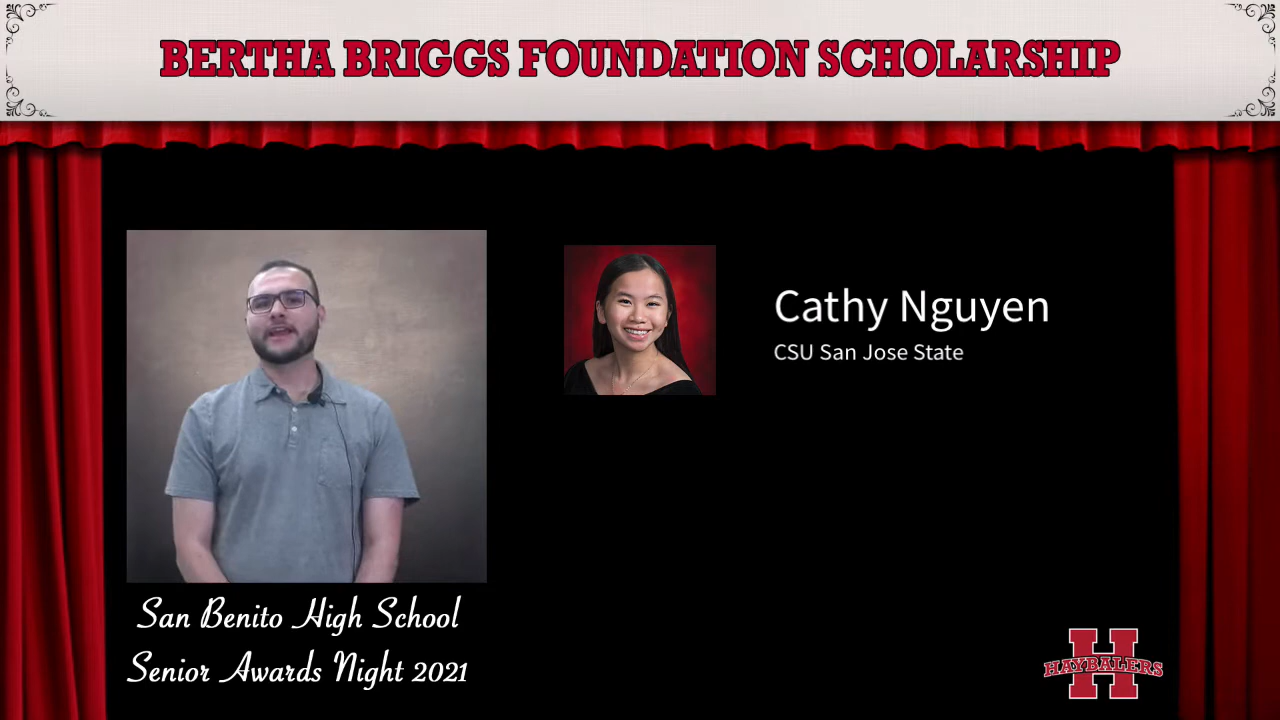 BERTHA BRIGGS FOUNDATION SCHOLARSHIP
Cathy Nguyen
CSU San Jose State
San Benito High School
Senior Awards Night 2021
H
HAYBALERS